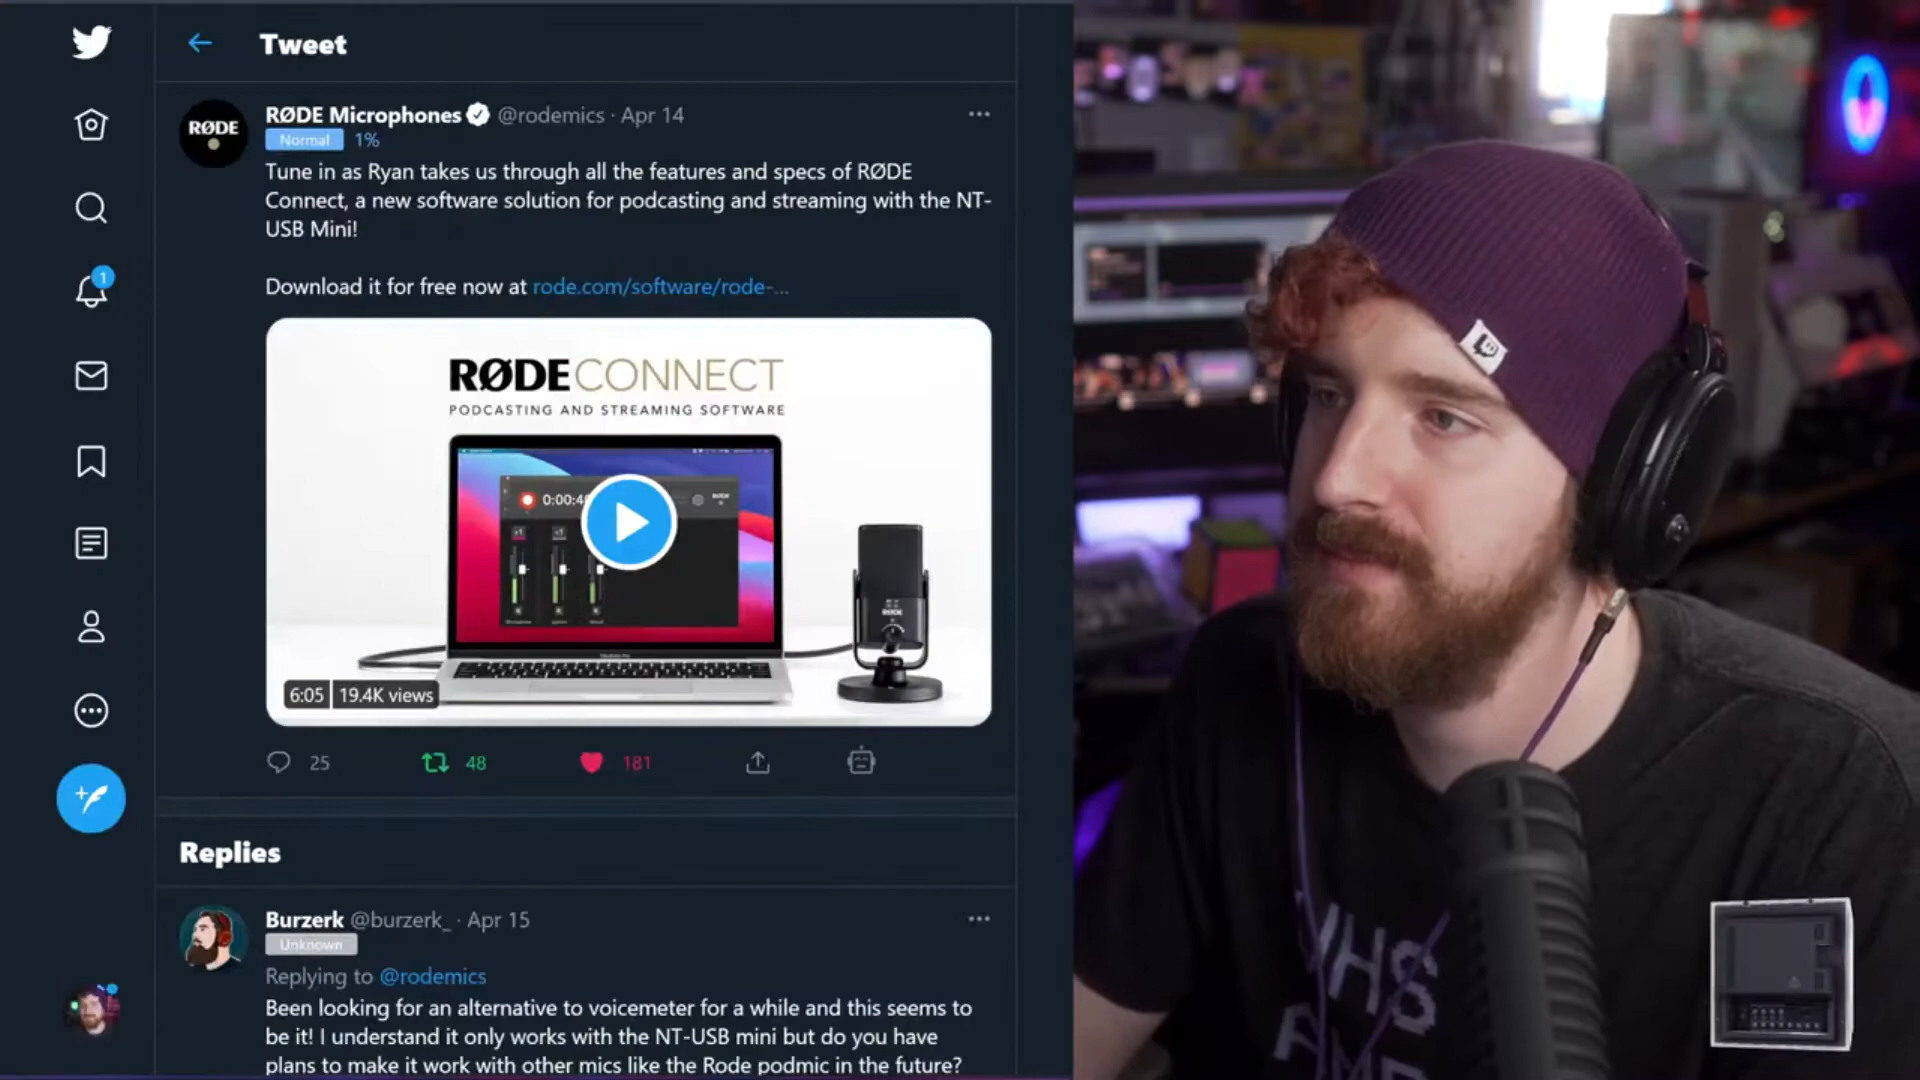 Tweet
RØDE
RØDE Microphones @rodemics · Apr 14
Normal 1%
Tune in as Ryan takes us through all the features and specs of RØDE
Connect, a new software solution for podcasting and streaming with the NT-
USB Mini!
Download it for free now at rode.com/software/rode-...
RØDECONNECT
PODCASTING AND STREAMING SOFTWARE
6:05 19.4K views
25 48 181
1
Replies
Burzerk @burzerk_ · Apr 15
Unknown
Replying to @rodemics
Been looking for an alternative to voicemeter for a while and this seems to
be it! I understand it only works with the NT-USB mini but do you have
plans to make it work with other mics like the Rode podmic in the future?